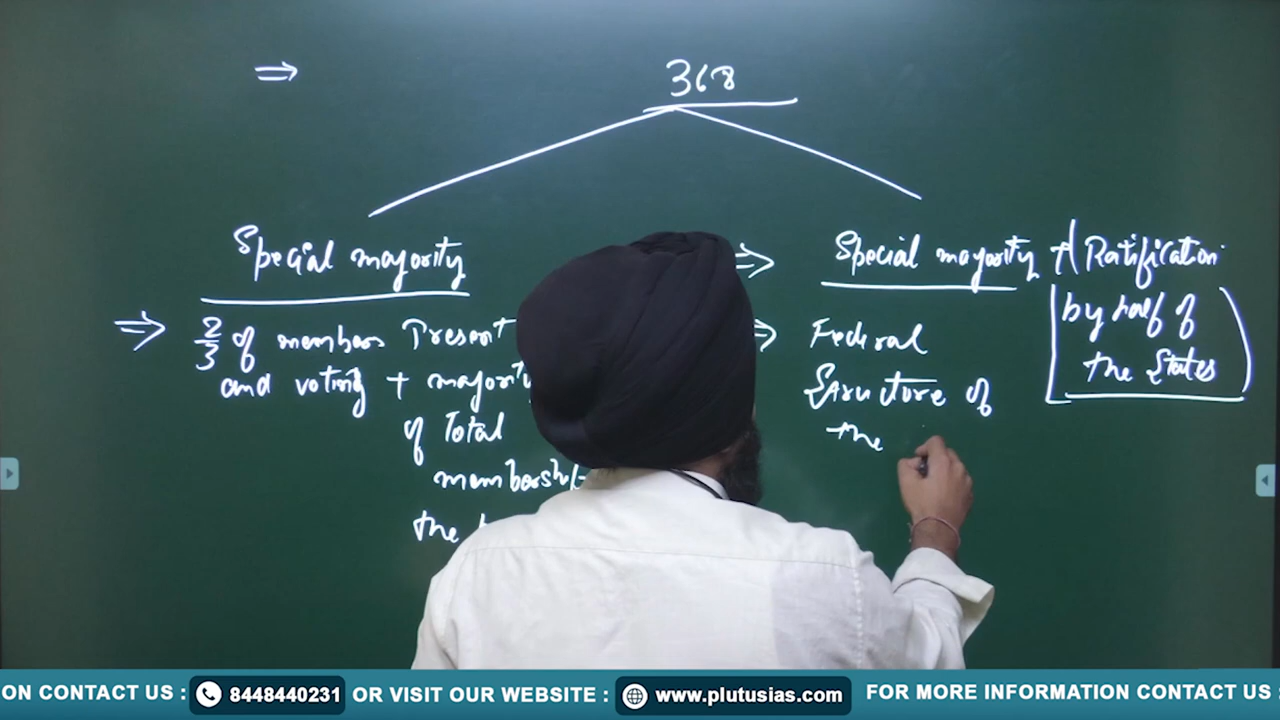 ⇒ 368
Special majority
⇒ 2/3 of members Present
and voting + majority
of Total
the
⇒ Special majority + Ratification
by half of
the States
⇒ Federal
Structure of
the
ON CONTACT US : 8448440231 OR VISIT OUR WEBSITE : www.plutusias.com FOR MORE INFORMATION CONTACT US :